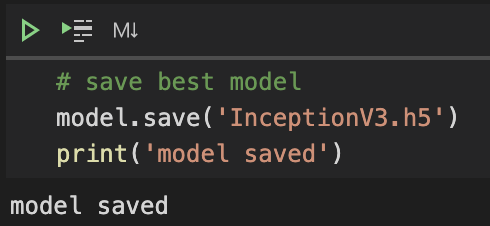 M↓
# save best model
model.save('InceptionV3.h5')
print('model saved')
model saved